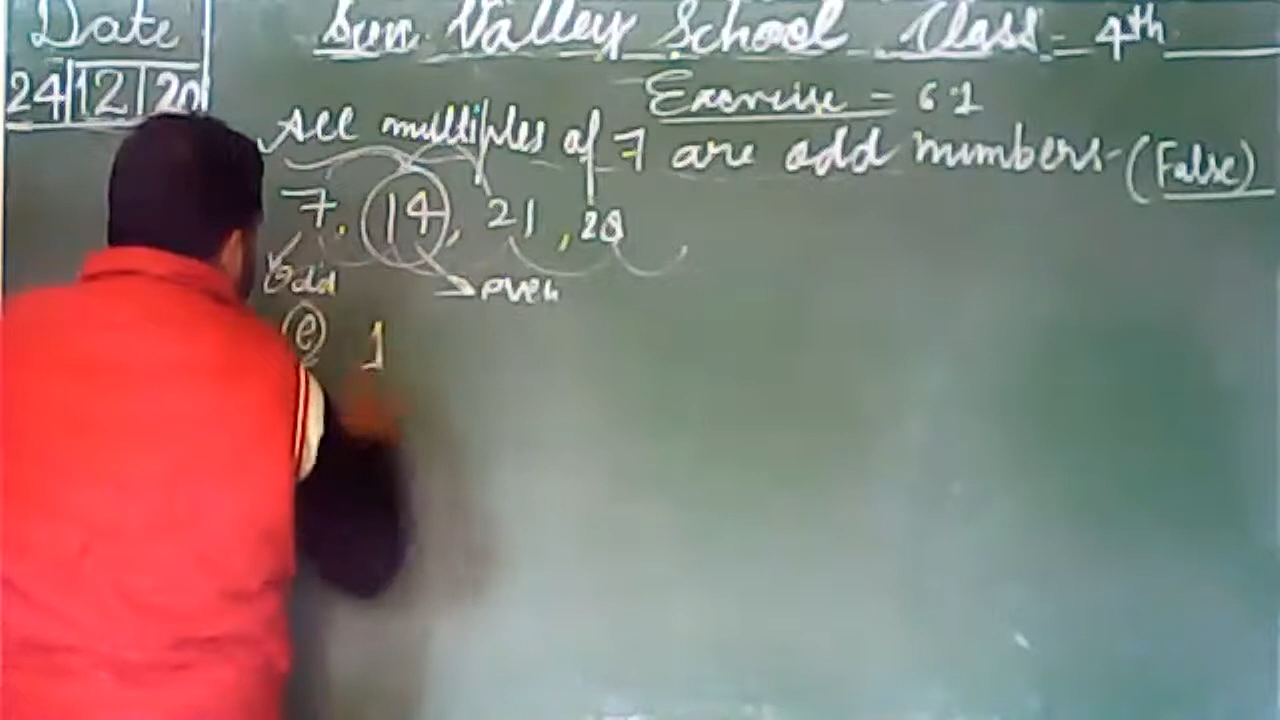 Date
24|12|20
Sun Valley School Class - 4th
Exercise = 6.1
All multiples of 7 are odd numbers - (False)
7, 14, 21, 28
Odd even
(e) 1